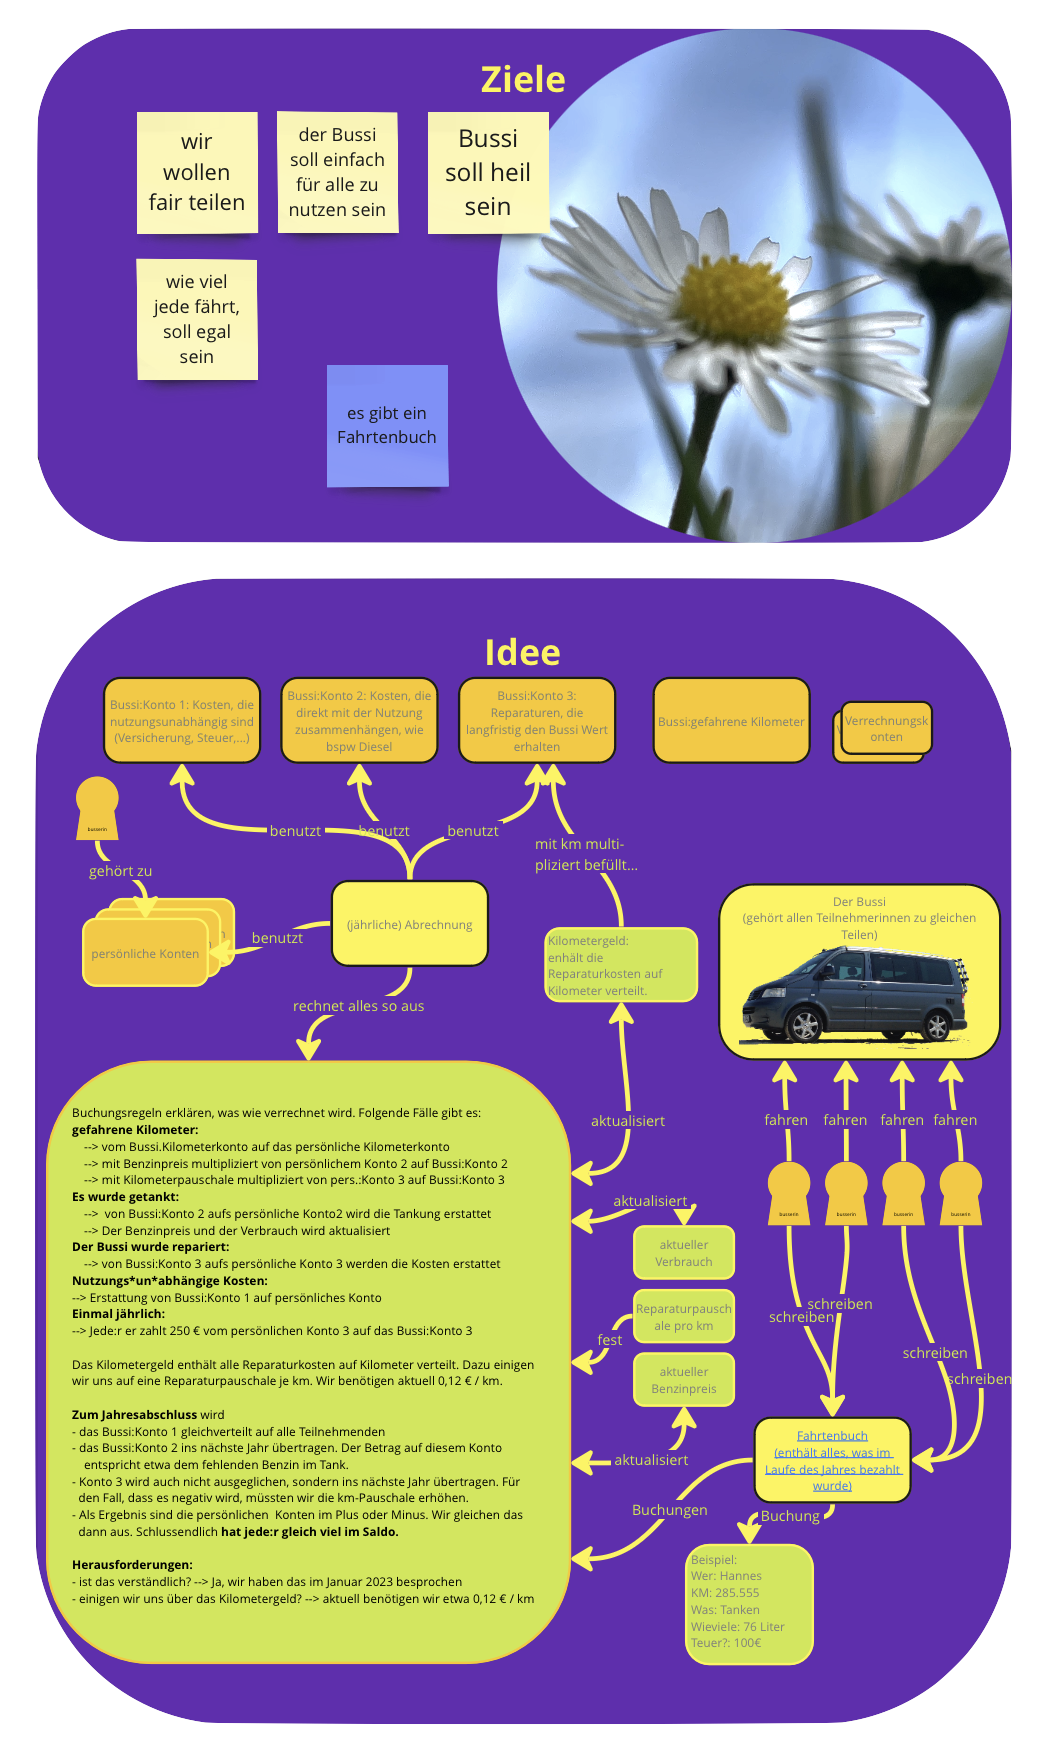 Ziele
wir
wollen
fair teilen
der Bussi
soll einfach
für alle zu
nutzen sein
Bussi
soll heil
sein
wie viel
jede fährt,
soll egal
sein
es gibt ein
Fahrtenbuch
Idee
Bussi:Konto 1: Kosten, die
nutzungsunabhängig sind
(Versicherung, Steuer,...)
Bussi:Konto 2: Kosten, die
direkt mit der Nutzung
zusammenhängen, wie
bspw Diesel
Bussi:Konto 3:
Reparaturen, die
langfristig den Bussi Wert
erhalten
Bussi:gefahrene Kilometer
Verrechnungsk
onten
busserin
benutzt
benutzt
benutzt
mit km multi-
pliziert befüllt...
gehört zu
persönliche Konten
benutzt
(jährliche) Abrechnung
rechnet alles so aus
Kilometergeld:
enhält die
Reparaturkosten auf
Kilometer verteilt.
Der Bussi
(gehört allen Teilnehmerinnen zu gleichen
Teilen)
aktualisiert
fahren
fahren
fahren
fahren
busserin
busserin
busserin
busserin
Buchungsregeln erklären, was wie verrechnet wird. Folgende Fälle gibt es:
gefahrene Kilometer:
--> vom Bussi.Kilometerkonto auf das persönliche Kilometerkonto
--> mit Benzinpreis multipliziert von persönlichem Konto 2 auf Bussi:Konto 2
--> mit Kilometerpauschale multipliziert von pers.:Konto 3 auf Bussi:Konto 3
Es wurde getankt:
--> von Bussi:Konto 2 aufs persönliche Konto2 wird die Tankung erstattet
--> Der Benzinpreis und der Verbrauch wird aktualisiert
Der Bussi wurde repariert:
--> von Bussi:Konto 3 aufs persönliche Konto 3 werden die Kosten erstattet
Nutzungs*un*abhängige Kosten:
--> Erstattung von Bussi:Konto 1 auf persönliches Konto
Einmal jährlich:
--> Jede:r er zahlt 250 € vom persönlichen Konto 3 auf das Bussi:Konto 3
Das Kilometergeld enthält alle Reparaturkosten auf Kilometer verteilt. Dazu einigen
wir uns auf eine Reparaturpauschale je km. Wir benötigen aktuell 0,12 € / km.
Zum Jahresabschluss wird
- das Bussi:Konto 1 gleichverteilt auf alle Teilnehmenden
- das Bussi:Konto 2 ins nächste Jahr übertragen. Der Betrag auf diesem Konto
entspricht etwa dem fehlenden Benzin im Tank.
- Konto 3 wird auch nicht ausgeglichen, sondern ins nächste Jahr übertragen. Für
den Fall, dass es negativ wird, müssten wir die km-Pauschale erhöhen.
- Als Ergebnis sind die persönlichen Konten im Plus oder Minus. Wir gleichen das
dann aus. Schlussendlich hat jede:r gleich viel im Saldo.
Herausforderungen:
- ist das verständlich? --> Ja, wir haben das im Januar 2023 besprochen
- einigen wir uns über das Kilometergeld? --> aktuell benötigen wir etwa 0,12 € / km
aktualisiert
aktueller
Verbrauch
Reparaturpausch
ale pro km
fest
aktueller
Benzinpreis
aktualisiert
schreiben
schreiben
schreiben
schreiben
Fahrtenbuch
(enthält alles, was im
Laufe des Jahres bezahlt
wurde)
Buchungen
Buchung
Beispiel:
Wer: Hannes
KM: 285.555
Was: Tanken
Wieviele: 76 Liter
Teuer?: 100€